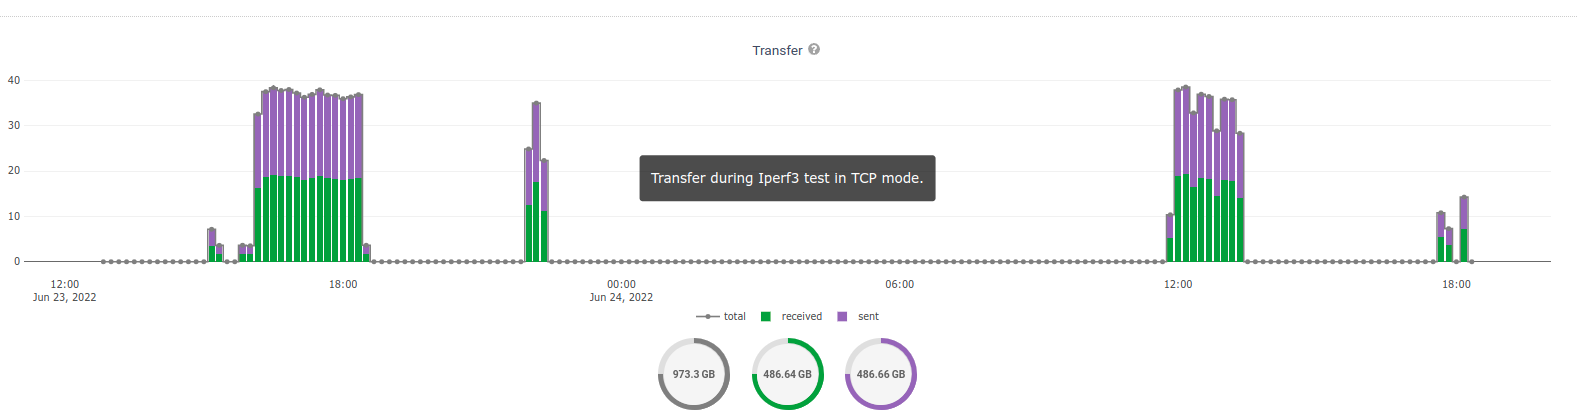 Transfer ?
40
30
20
10
0
Transfer during Iperf3 test in TCP mode.
12:00 18:00 00:00 06:00 12:00 18:00
Jun 23, 2022 Jun 24, 2022
total received sent
973.3 GB 486.64 GB 486.66 GB